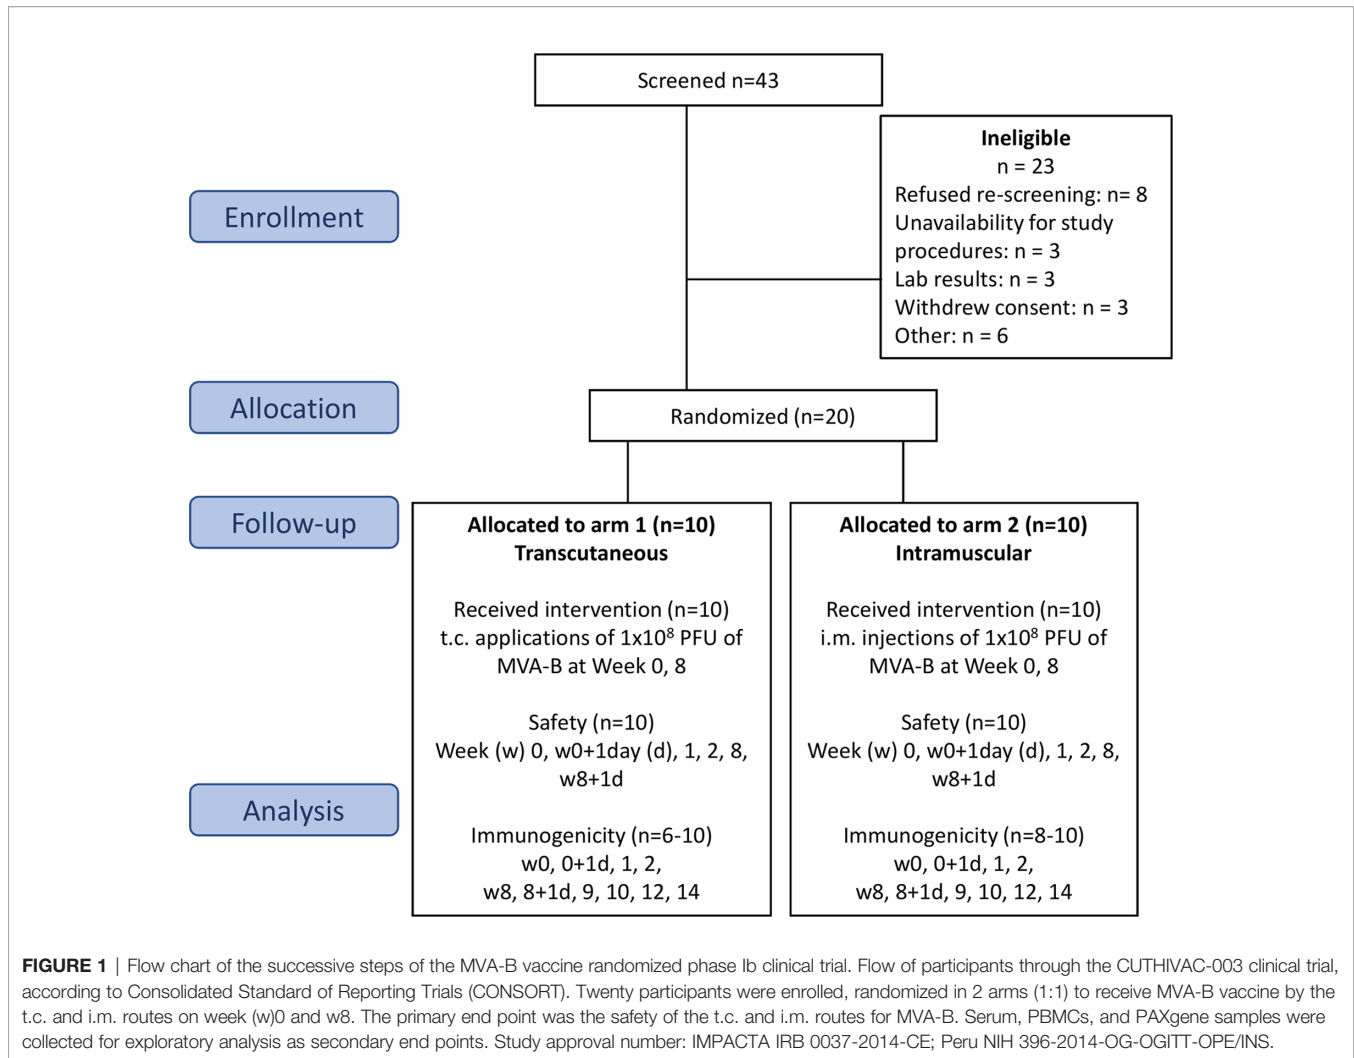 Screened n=43
Ineligible
n = 23
Refused re-screening: n= 8
Unavailability for study
procedures: n = 3
Lab results: n = 3
Withdrew consent: n = 3
Other: n = 6
Enrollment
Allocation
Randomized (n=20)
Follow-up
Allocated to arm 1 (n=10)
Transcutaneous
Received intervention (n=10)
t.c. applications of 1x10⁸ PFU of
MVA-B at Week 0, 8
Safety (n=10)
Week (w) 0, w0+1day (d), 1, 2, 8,
w8+1d
Immunogenicity (n=6-10)
w0, 0+1d, 1, 2,
w8, 8+1d, 9, 10, 12, 14
Allocated to arm 2 (n=10)
Intramuscular
Received intervention (n=10)
i.m. injections of 1x10⁸ PFU of
MVA-B at Week 0, 8
Safety (n=10)
Week (w) 0, w0+1day (d), 1, 2, 8,
w8+1d
Immunogenicity (n=8-10)
w0, 0+1d, 1, 2,
w8, 8+1d, 9, 10, 12, 14
Analysis
FIGURE 1 | Flow chart of the successive steps of the MVA-B vaccine randomized phase Ib clinical trial. Flow of participants through the CUTHIVAC-003 clinical trial,
according to Consolidated Standard of Reporting Trials (CONSORT). Twenty participants were enrolled, randomized in 2 arms (1:1) to receive MVA-B vaccine by the
t.c. and i.m. routes on week (w)0 and w8. The primary end point was the safety of the t.c. and i.m. routes for MVA-B. Serum, PBMCs, and PAXgene samples were
collected for exploratory analysis as secondary end points. Study approval number: IMPACTA IRB 0037-2014-CE; Peru NIH 396-2014-OG-OGITT-OPE/INS.